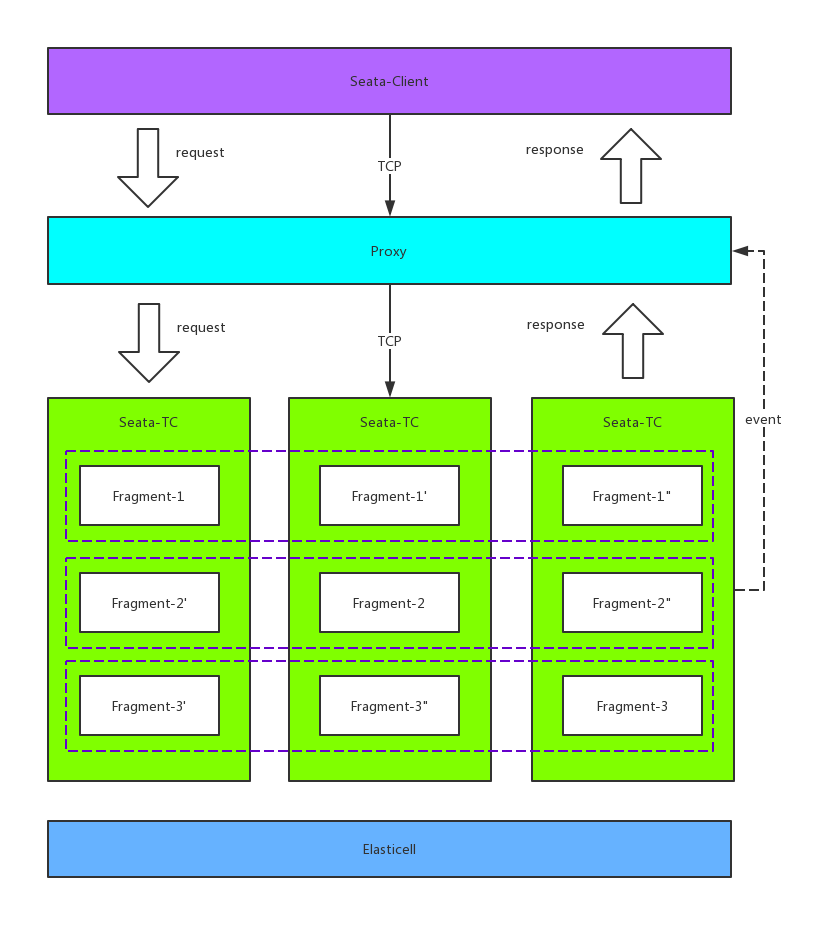 Seata-Client
request
TCP
response
Proxy
request
TCP
response
event
Seata-TC
Seata-TC
Seata-TC
Fragment-1
Fragment-1'
Fragment-1"
Fragment-2'
Fragment-2
Fragment-2"
Fragment-3'
Fragment-3"
Fragment-3
Elasticell